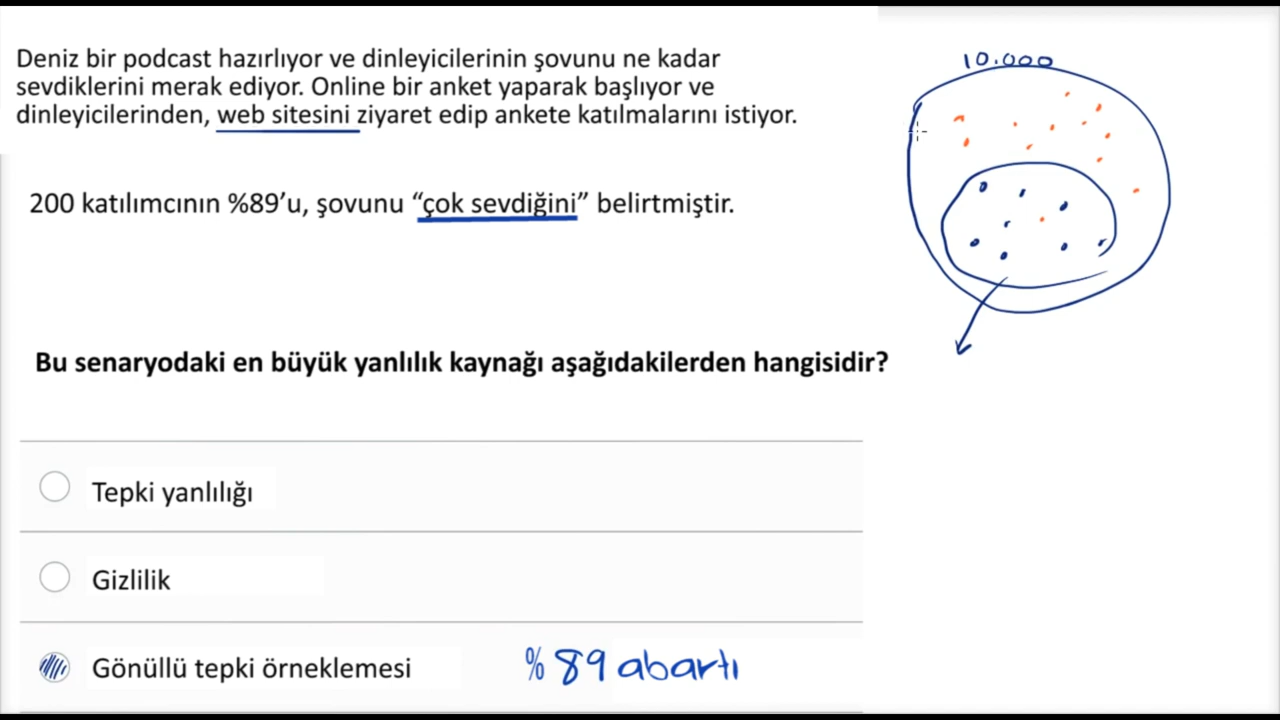 Deniz bir podcast hazırlıyor ve dinleyicilerinin şovunu ne kadar
sevdiklerini merak ediyor. Online bir anket yaparak başlıyor ve
dinleyicilerinden, web sitesini ziyaret edip ankete katılmalarını istiyor.
10.000
200 katılımcının %89’u, şovunu “çok sevdiğini” belirtmiştir.
Bu senaryodaki en büyük yanlılık kaynağı aşağıdakilerden hangisidir?
Tepki yanlılığı
Gizlilik
Gönüllü tepki örneklemesi
% 89 abartı